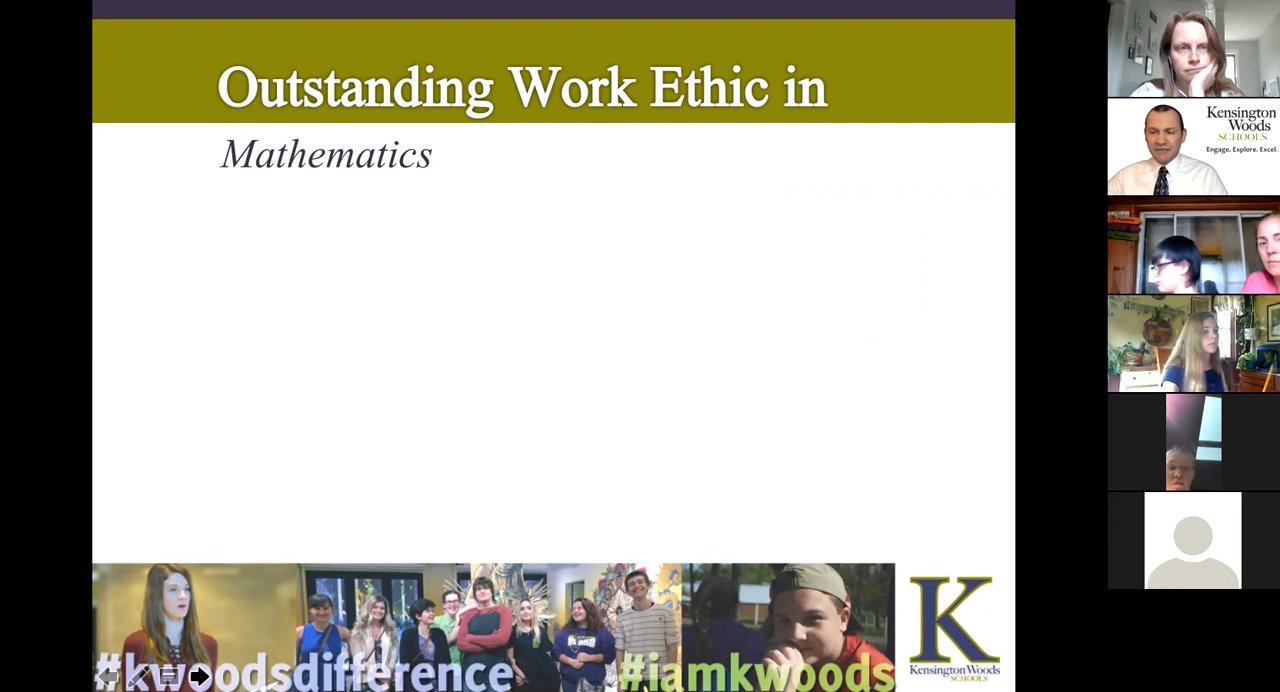 Outstanding Work Ethic in
Mathematics
#kwoodsdifference
#iamkwoods
K
Kensington Woods
SCHOOLS
Kensington
Woods
SCHOOLS
Engage. Explore. Excel.